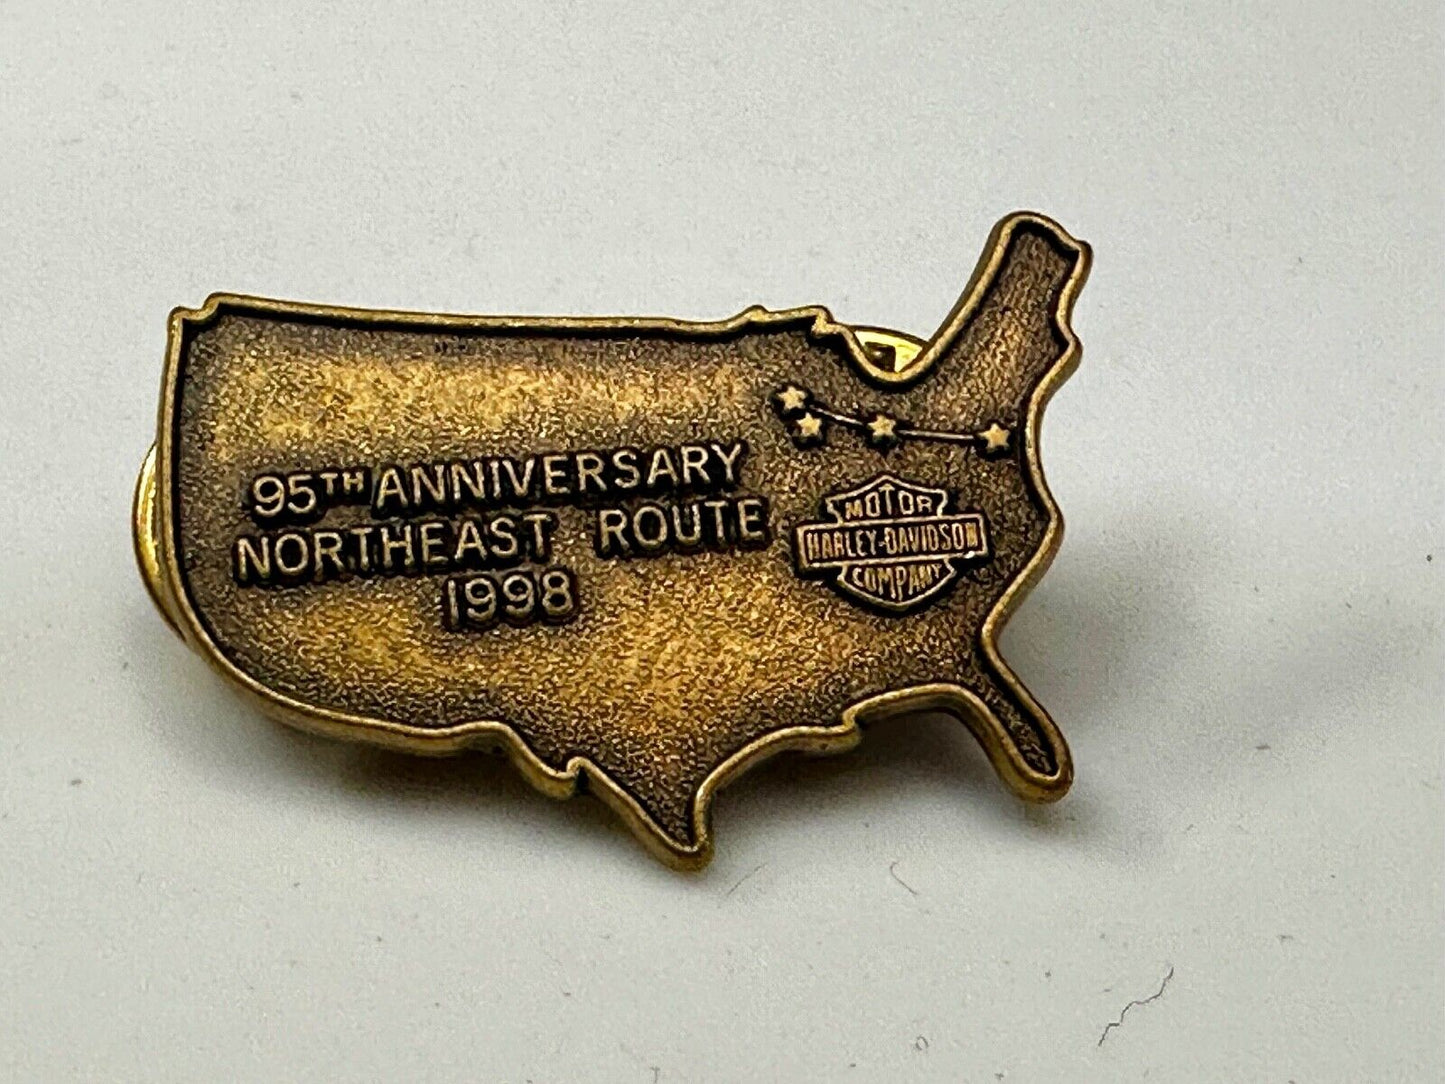 95TH ANNIVERSARY
NORTHEAST ROUTE
1998
MOTOR
HARLEY-DAVIDSON
COMPANY